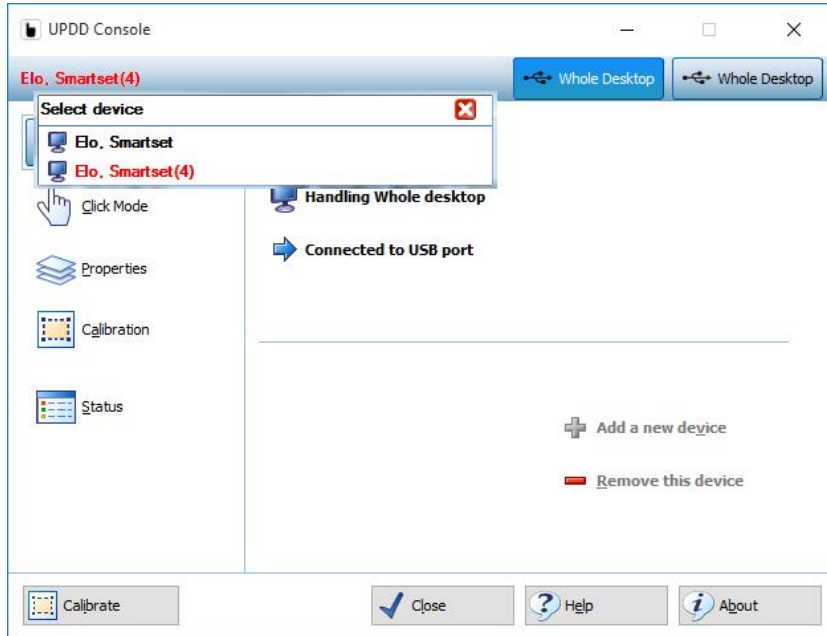 UPDD Console
Elo, Smartset(4)
Whole Desktop
Whole Desktop
Select device
Elo, Smartset
Elo, Smartset(4)
Click Mode
Handling Whole desktop
Connected to USB port
Properties
Calibration
Status
Add a new device
Remove this device
Calibrate
Close
Help
About